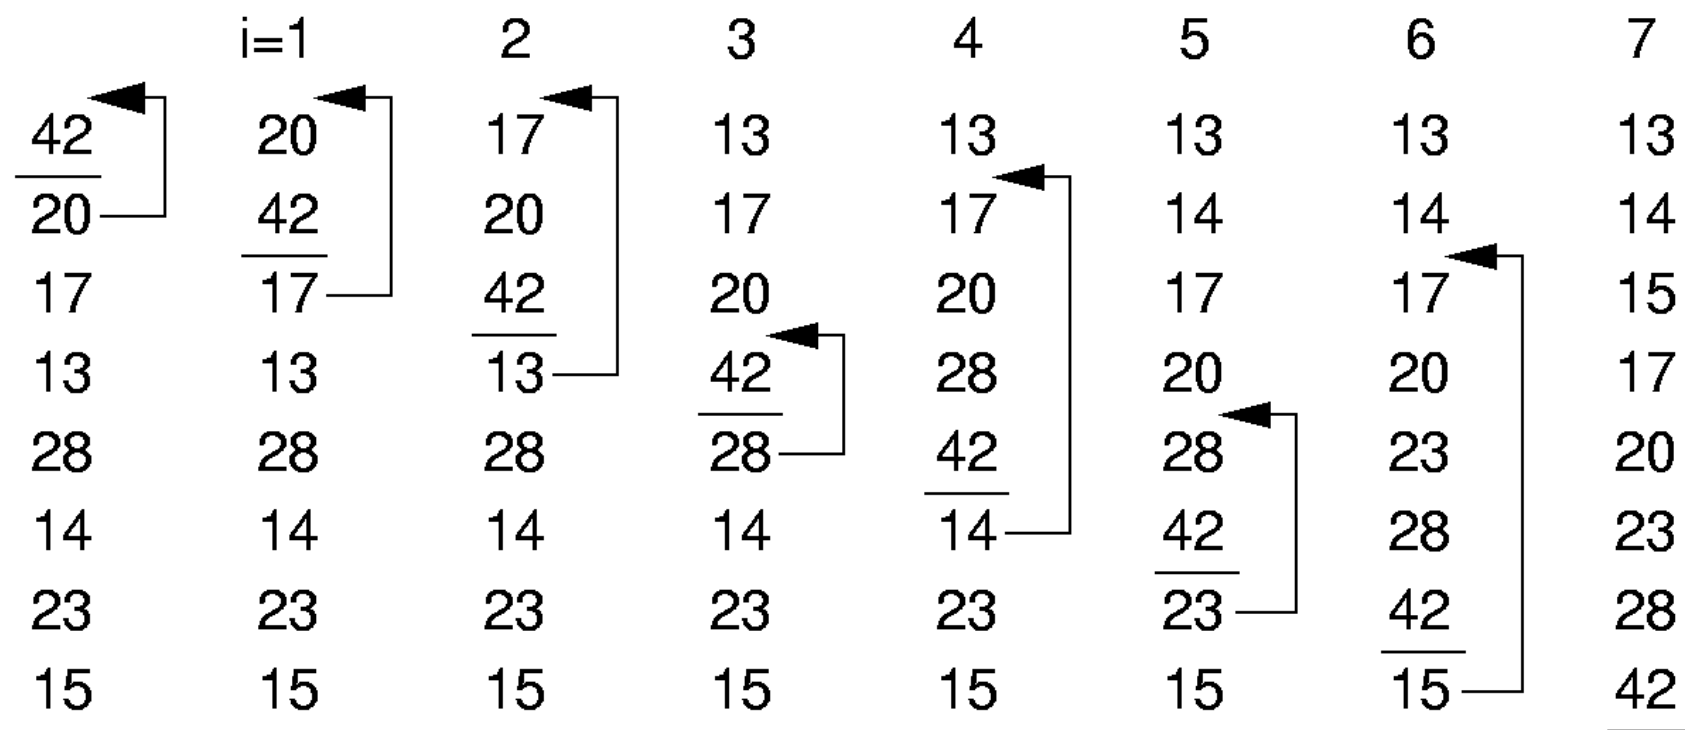 i=1 2 3 4 5 6 7
42 20 17 13 13 13 13 13
20 42 20 17 17 14 14 14
17 17 42 20 20 17 17 15
13 13 13 42 28 20 20 17
28 28 28 28 42 28 23 20
14 14 14 14 14 42 28 23
23 23 23 23 23 23 42 28
15 15 15 15 15 15 15 42